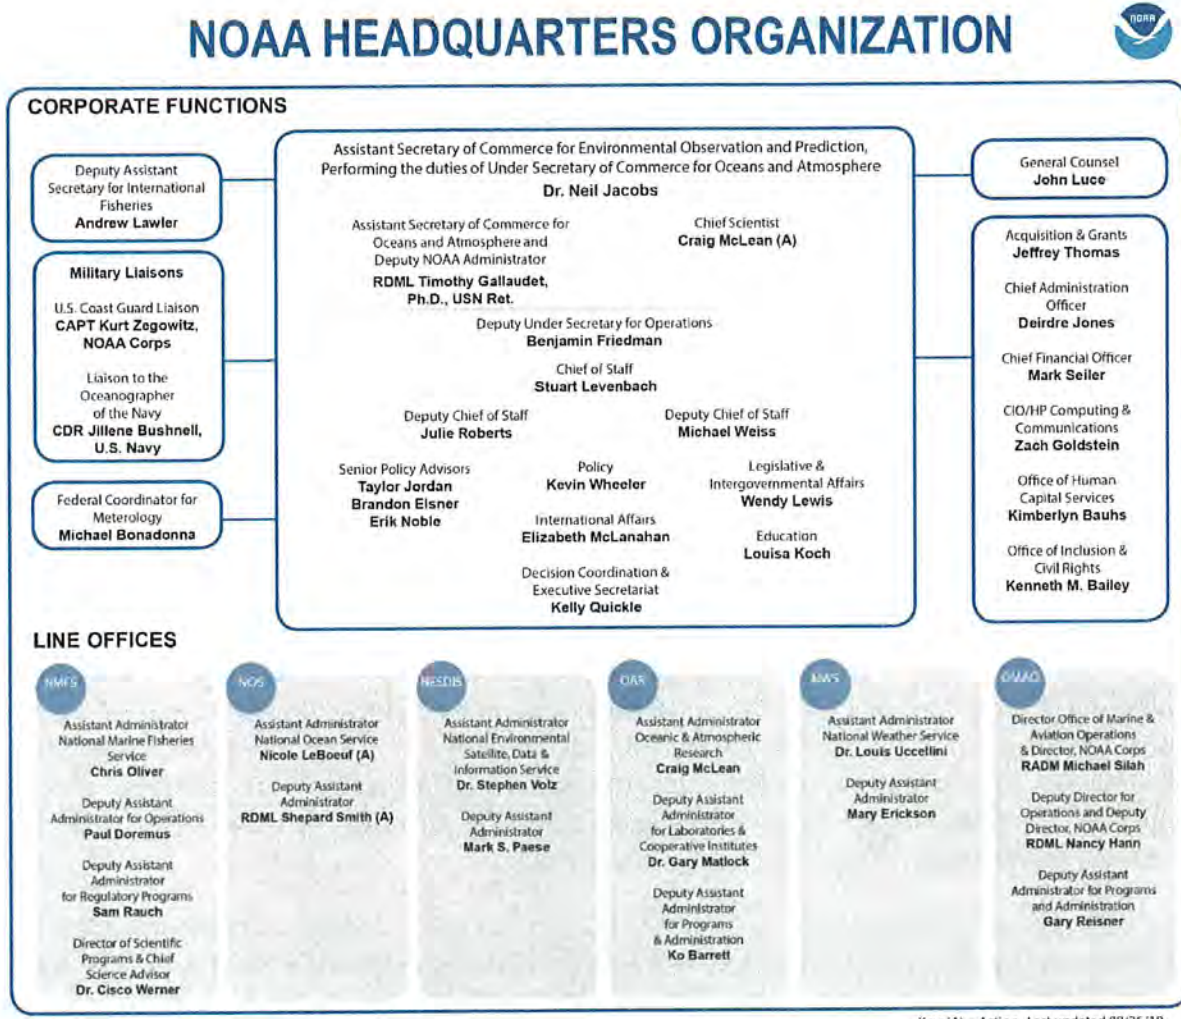 NOAA HEADQUARTERS ORGANIZATION
NOAA
CORPORATE FUNCTIONS
Deputy Assistant
Secretary for International
Fisheries
Andrew Lawler
Military Liaisons
U.S. Coast Guard Liaison
CAPT Kurt Zegowitz,
NOAA Corps
Liaison to the
Oceanographer
of the Navy
CDR Jillene Bushnell,
U.S. Navy
Federal Coordinator for
Meterology
Michael Bonadonna
Assistant Secretary of Commerce for Environmental Observation and Prediction,
Performing the duties of Under Secretary of Commerce for Oceans and Atmosphere
Dr. Neil Jacobs
Assistant Secretary of Commerce for
Oceans and Atmosphere and
Deputy NOAA Administrator
RDML Timothy Gallaudet,
Ph.D., USN Ret.
Chief Scientist
Craig McLean (A)
Deputy Under Secretary for Operations
Benjamin Friedman
Chief of Staff
Stuart Levenbach
Deputy Chief of Staff
Julie Roberts
Deputy Chief of Staff
Michael Weiss
Senior Policy Advisors
Taylor Jordan
Brandon Elsner
Erik Noble
Policy
Kevin Wheeler
Legislative &
Intergovernmental Affairs
Wendy Lewis
International Affairs
Elizabeth McLanahan
Education
Louisa Koch
Decision Coordination &
Executive Secretariat
Kelly Quickle
General Counsel
John Luce
Acquisition & Grants
Jeffrey Thomas
Chief Administration
Officer
Deirdre Jones
Chief Financial Officer
Mark Seiler
CIO/HP Computing &
Communications
Zach Goldstein
Office of Human
Capital Services
Kimberlyn Bauhs
Office of Inclusion &
Civil Rights
Kenneth M. Bailey
LINE OFFICES
NMFS
Assistant Administrator
National Marine Fisheries
Service
Chris Oliver
Deputy Assistant
Administrator for Operations
Paul Doremus
Deputy Assistant
Administrator
for Regulatory Programs
Sam Rauch
Director of Scientific
Programs & Chief
Science Advisor
Dr. Cisco Werner
NOS
Assistant Administrator
National Ocean Service
Nicole LeBoeuf (A)
Deputy Assistant
Administrator
RDML Shepard Smith (A)
NESDIS
Assistant Administrator
National Environmental
Satellite, Data &
Information Service
Dr. Stephen Volz
Deputy Assistant
Administrator
Mark S. Paese
OAR
Assistant Administrator
Oceanic & Atmospheric
Research
Craig McLean
Deputy Assistant
Administrator
for Laboratories &
Cooperative Institutes
Dr. Gary Matlock
Deputy Assistant
Administrator
for Programs
& Administration
Ko Barrett
NWS
Assistant Administrator
National Weather Service
Dr. Louis Uccellini
Deputy Assistant
Administrator
Mary Erickson
OMAO
Director Office of Marine &
Aviation Operations
& Director, NOAA Corps
RADM Michael Silah
Deputy Director for
Operations and Deputy
Director, NOAA Corps
RDML Nancy Hann
Deputy Assistant
Administrator for Programs
and Administration
Gary Reisner